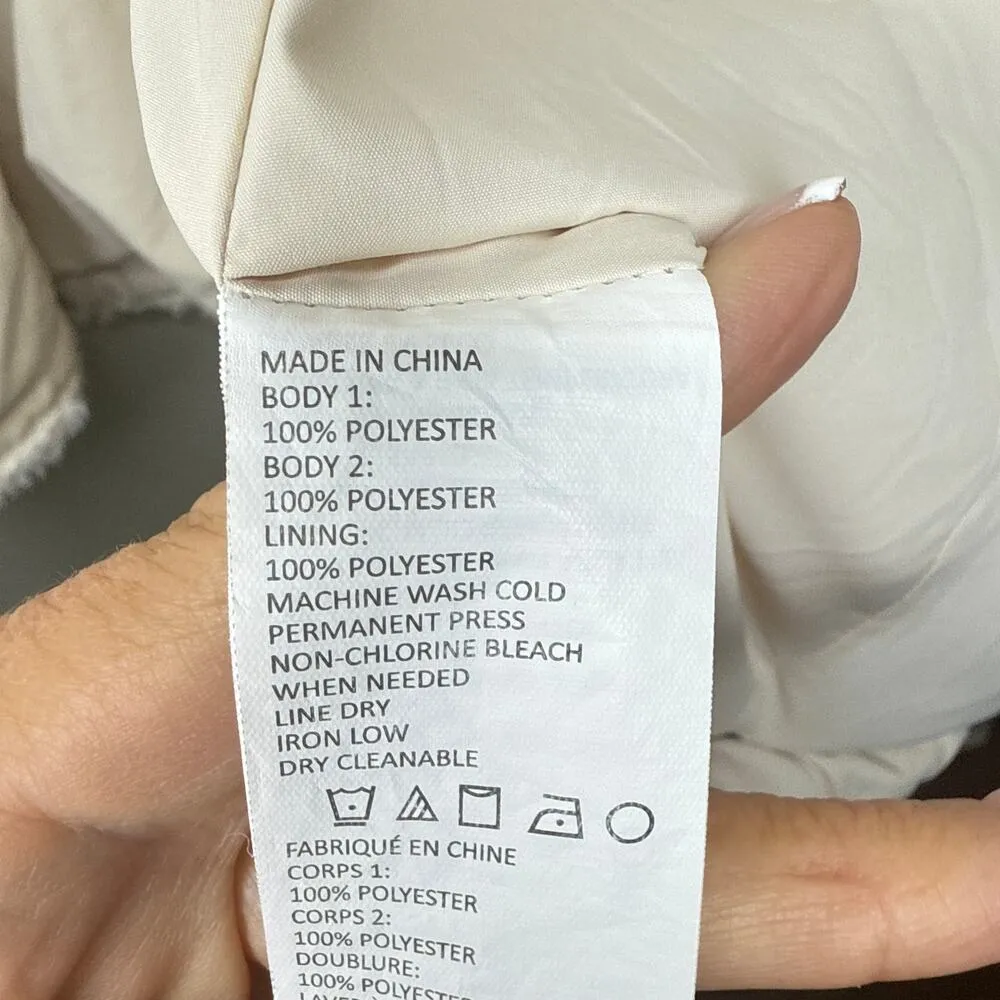 MADE IN CHINA
BODY 1:
100% POLYESTER
BODY 2:
100% POLYESTER
LINING:
100% POLYESTER
MACHINE WASH COLD
PERMANENT PRESS
NON-CHLORINE BLEACH
WHEN NEEDED
LINE DRY
IRON LOW
DRY CLEANABLE
FABRIQUÉ EN CHINE
CORPS 1:
100% POLYESTER
CORPS 2:
100% POLYESTER
DOUBLURE:
100% POLYESTER